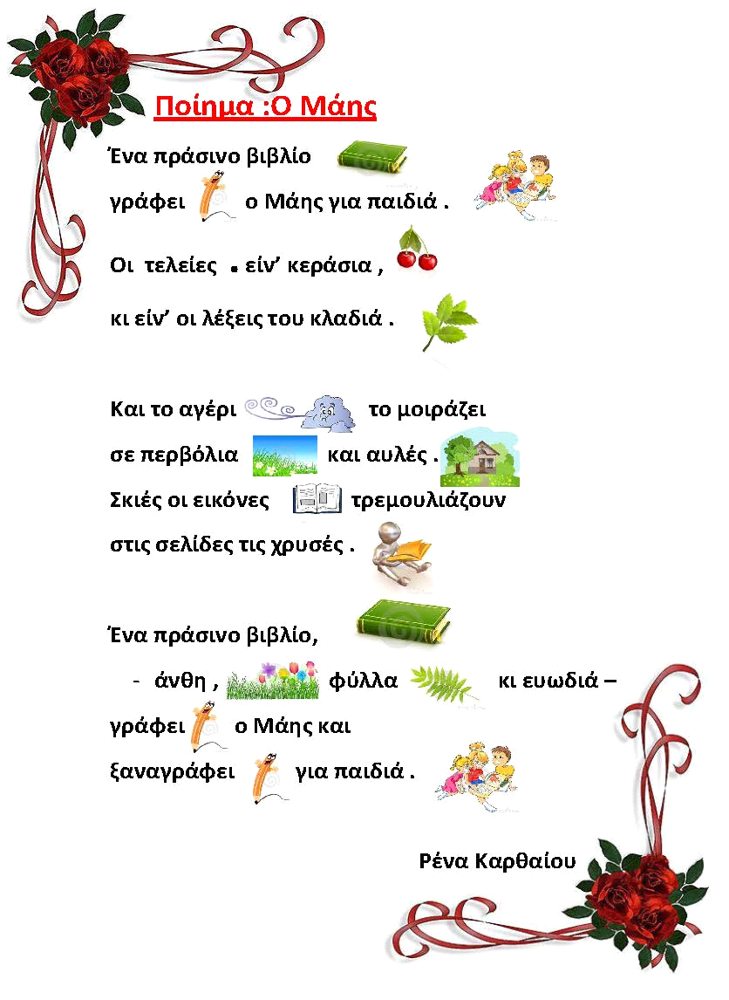 Ποίημα :Ο Μάης
Ένα πράσινο βιβλίο
γράφει ο Μάης για παιδιά .
Οι τελείες . είν’ κεράσια ,
κι είν’ οι λέξεις του κλαδιά .
Και το αγέρι το μοιράζει
σε περβόλια και αυλές .
Σκιές οι εικόνες τρεμουλιάζουν
στις σελίδες τις χρυσές .
Ένα πράσινο βιβλίο,
- άνθη , φύλλα κι ευωδιά –
γράφει ο Μάης και
ξαναγράφει για παιδιά .
Ρένα Καρθαίου